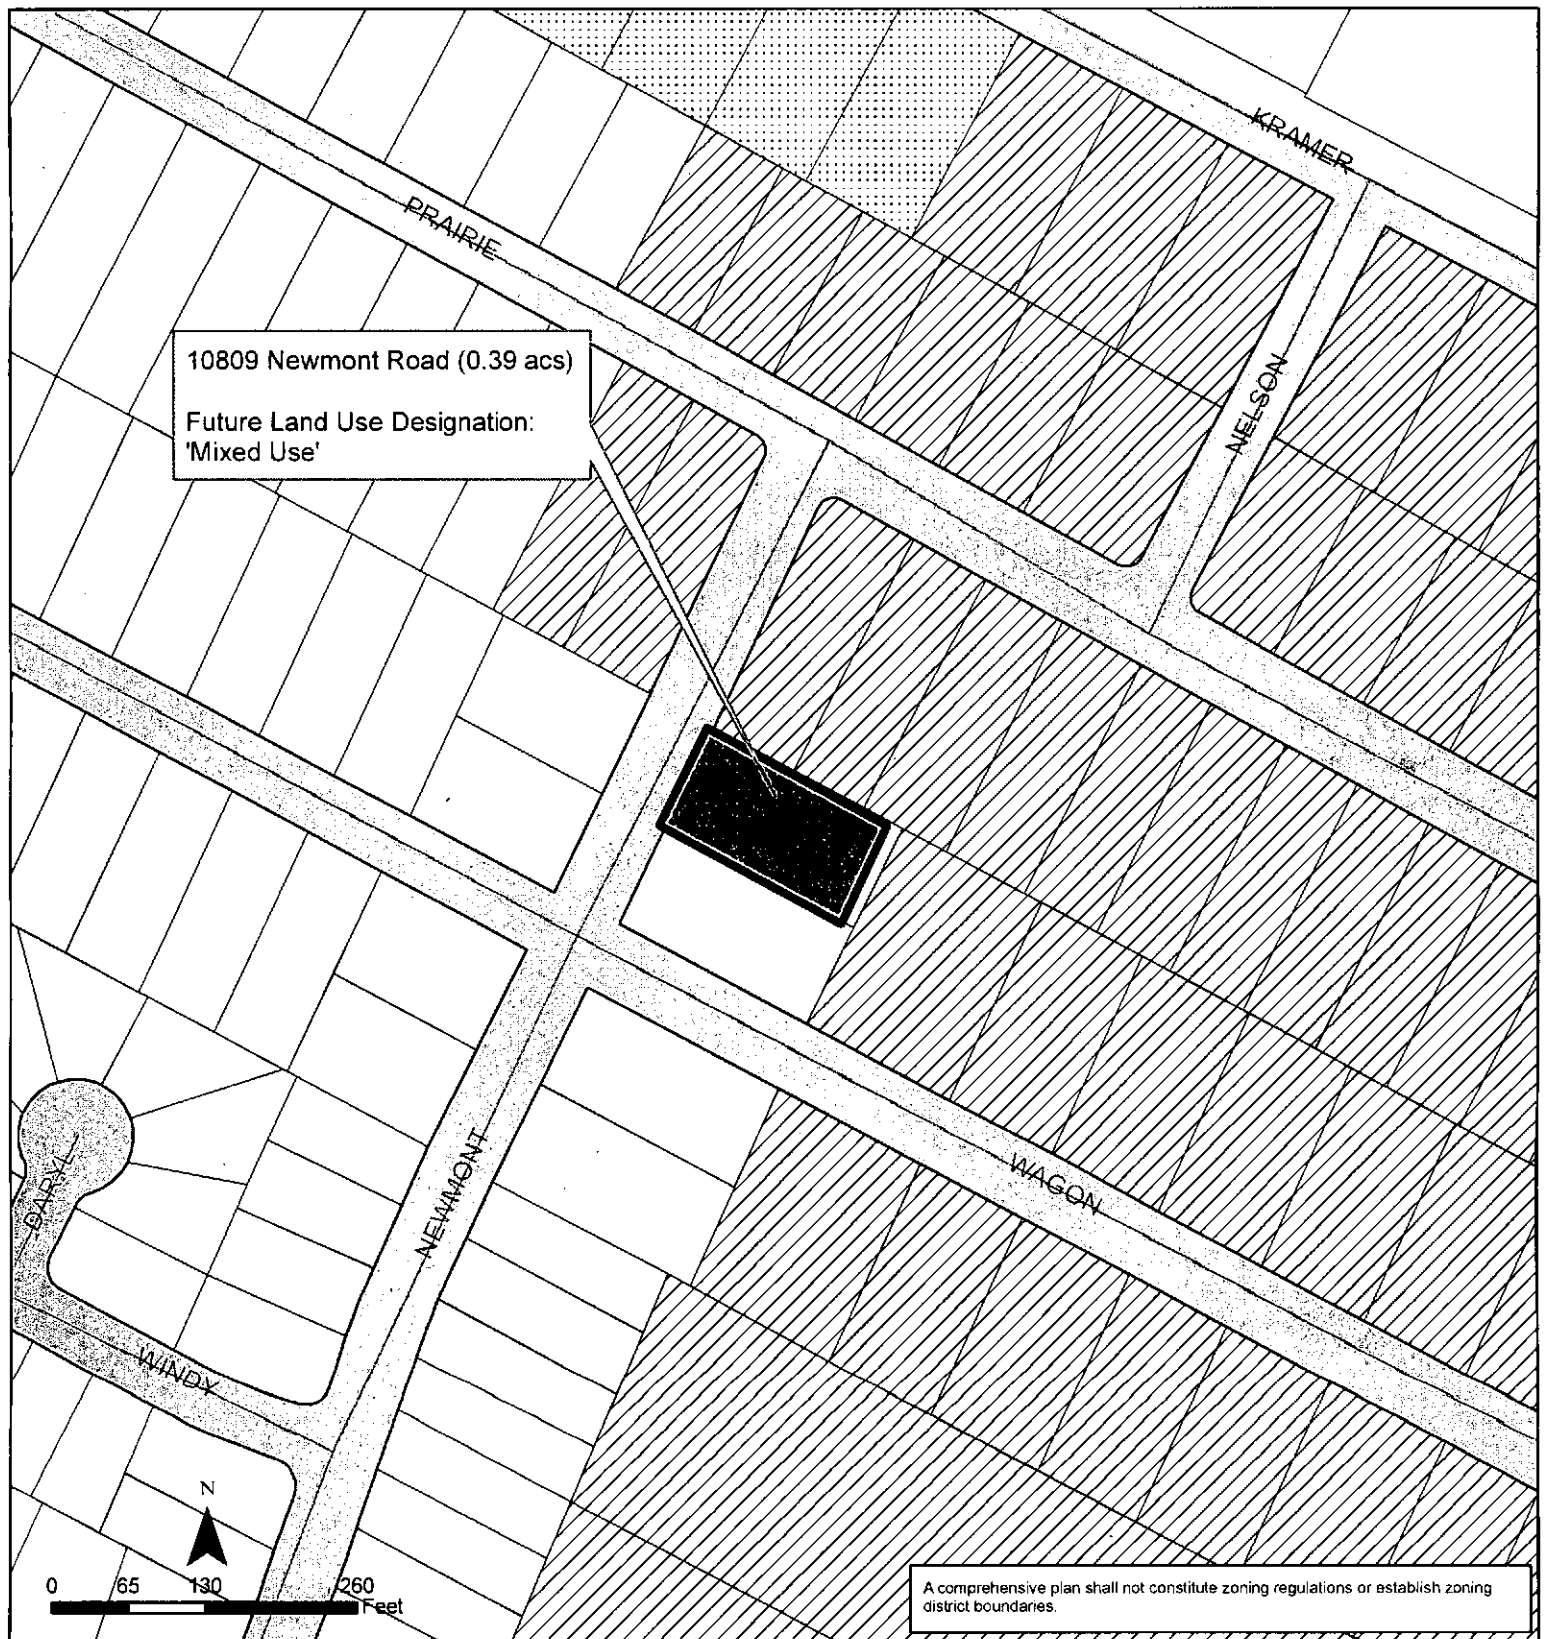 KRAMER
PRAIRIE
10809 Newmont Road (0.39 acs)
Future Land Use Designation:
'Mixed Use'
NELSON
NEWMONT
WAGON
DARYL
WINDY
N
0 65 130 260
Feet
A comprehensive plan shall not constitute zoning regulations or establish zoning
district boundaries.